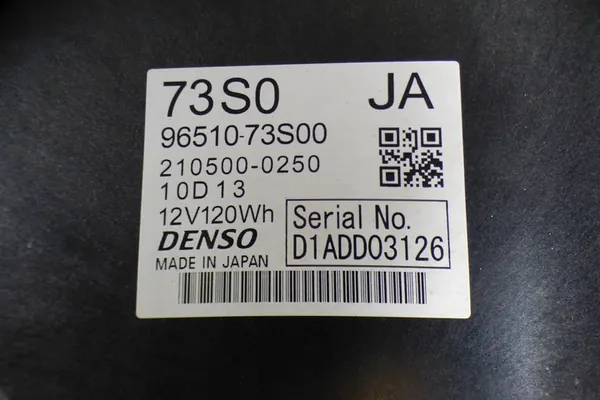 73S0 JA
96510-73S00
210500-0250
10D13
12V120Wh
DENSO
MADE IN JAPAN
Serial No.
D1ADD03126